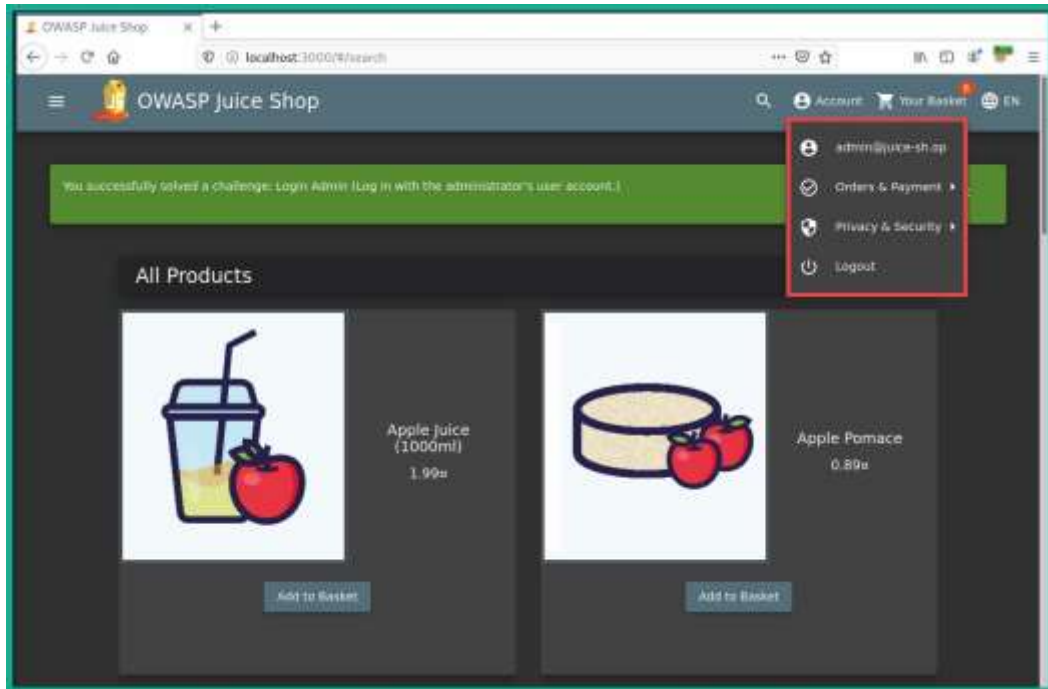 OWASP Juice Shop
localhost:3000/#/search
OWASP Juice Shop
Account
Your Basket
EN
admin@juice-sh.op
Orders & Payment
Privacy & Security
Logout
You successfully solved a challenge: Login Admin (Log in with the administrator's user account.)
All Products
Apple Juice
(1000ml)
1.99¤
Apple Pomace
0.89¤
Add to Basket
Add to Basket